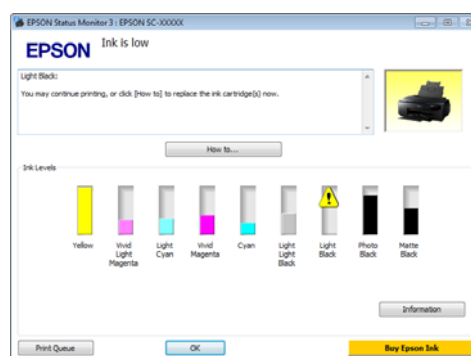 EPSON Status Monitor 3 : EPSON SC-XXXXX
EPSON
Ink is low
Light Black:
You may continue printing, or click [How to] to replace the ink cartridge(s) now.
How to...
Ink Levels
Yellow
Vivid Light Magenta
Light Cyan
Vivid Magenta
Cyan
Light Light Black
Light Black
Photo Black
Matte Black
Information
Print Queue
OK
Buy Epson Ink